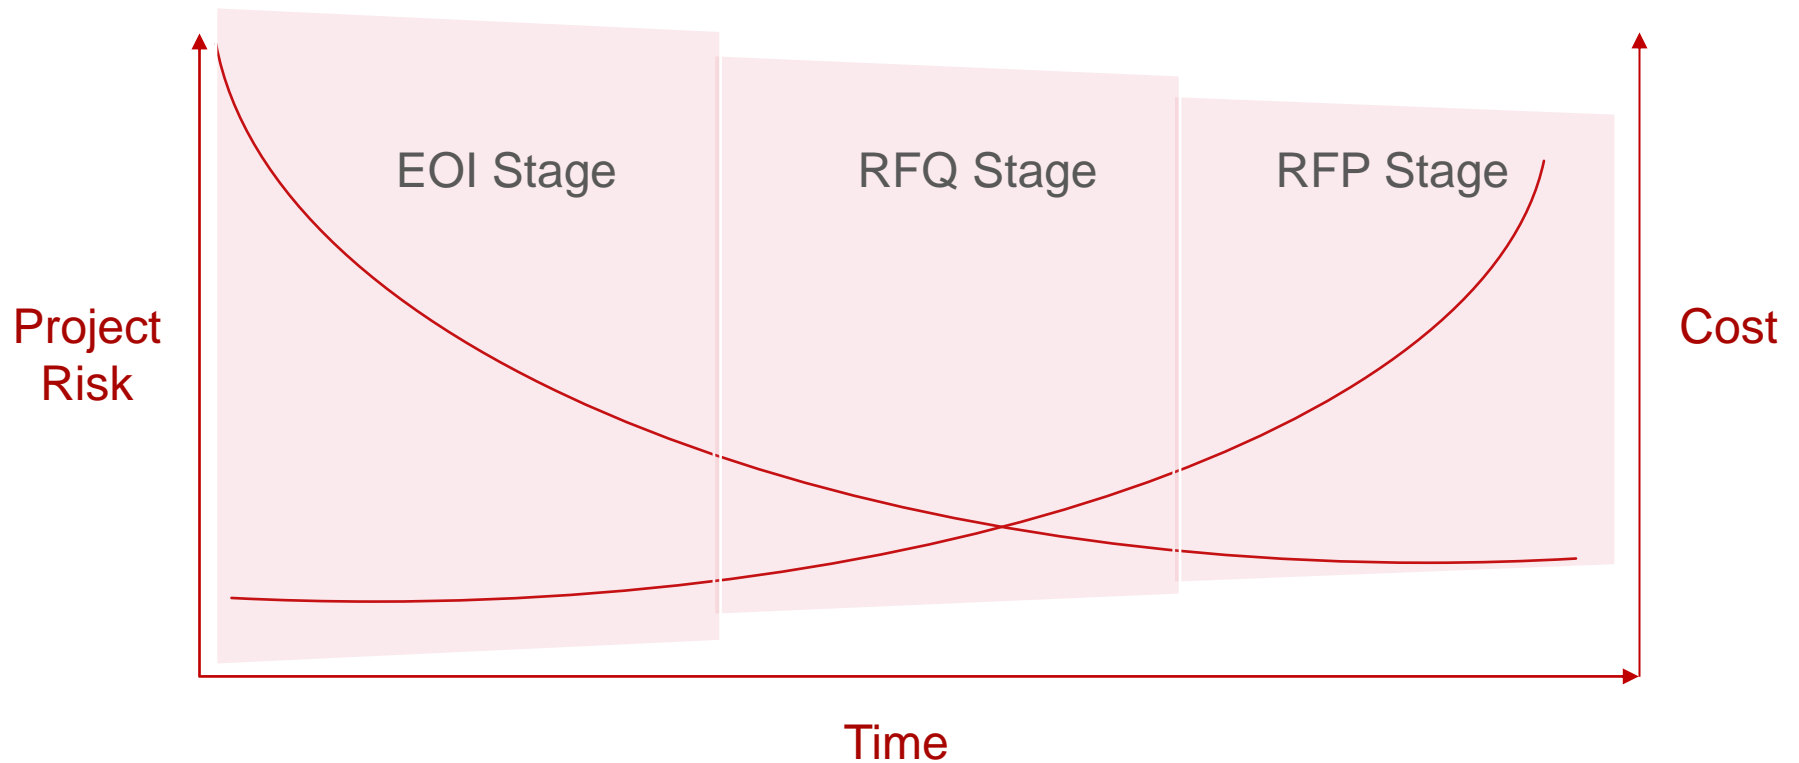 EOI Stage
RFQ Stage
RFP Stage
Project
Risk
Cost
Time